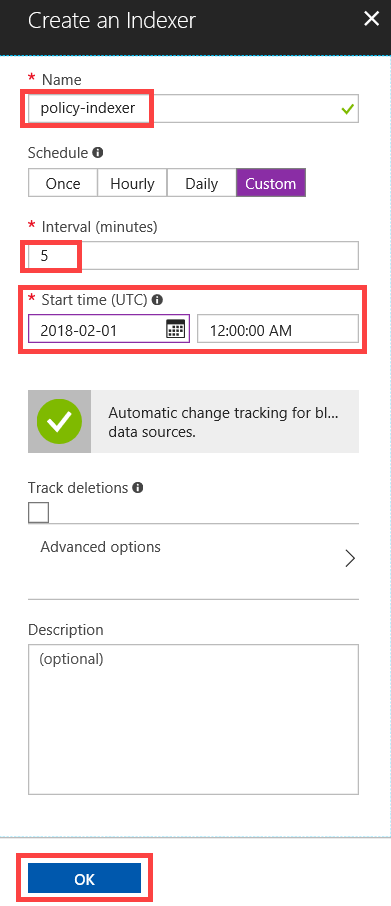 Create an Indexer
* Name
policy-indexer
Schedule
Once Hourly Daily Custom
* Interval (minutes)
5
* Start time (UTC)
2018-02-01 12:00:00 AM
Automatic change tracking for bl...
data sources.
Track deletions
Advanced options
Description
(optional)
OK